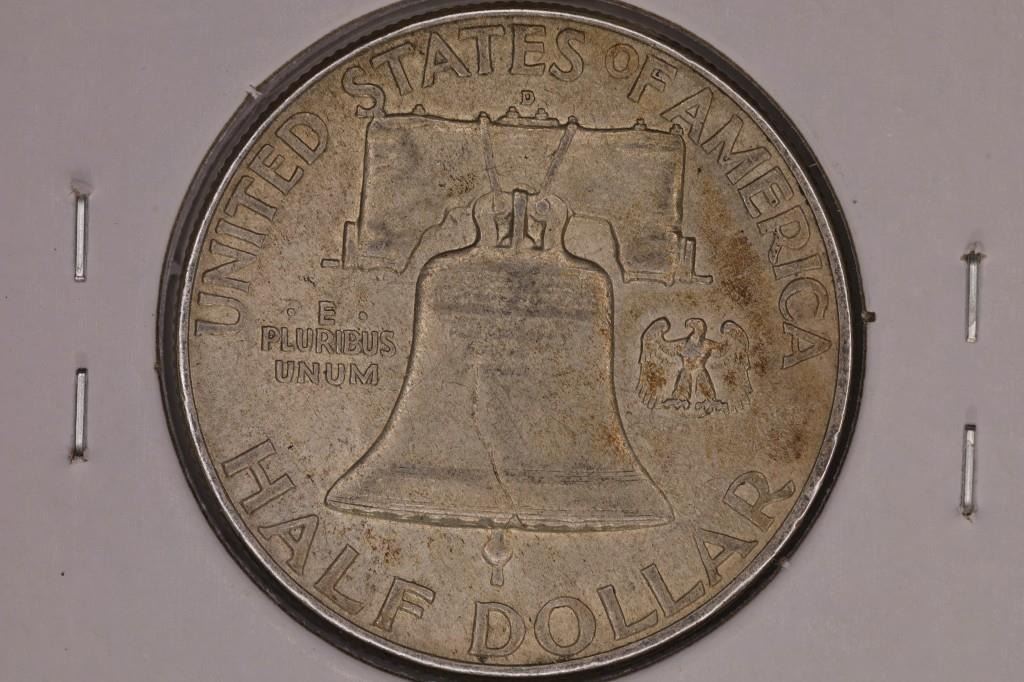 UNITED STATES OF AMERICA
D
· E ·
PLURIBUS
UNUM
HALF DOLLAR